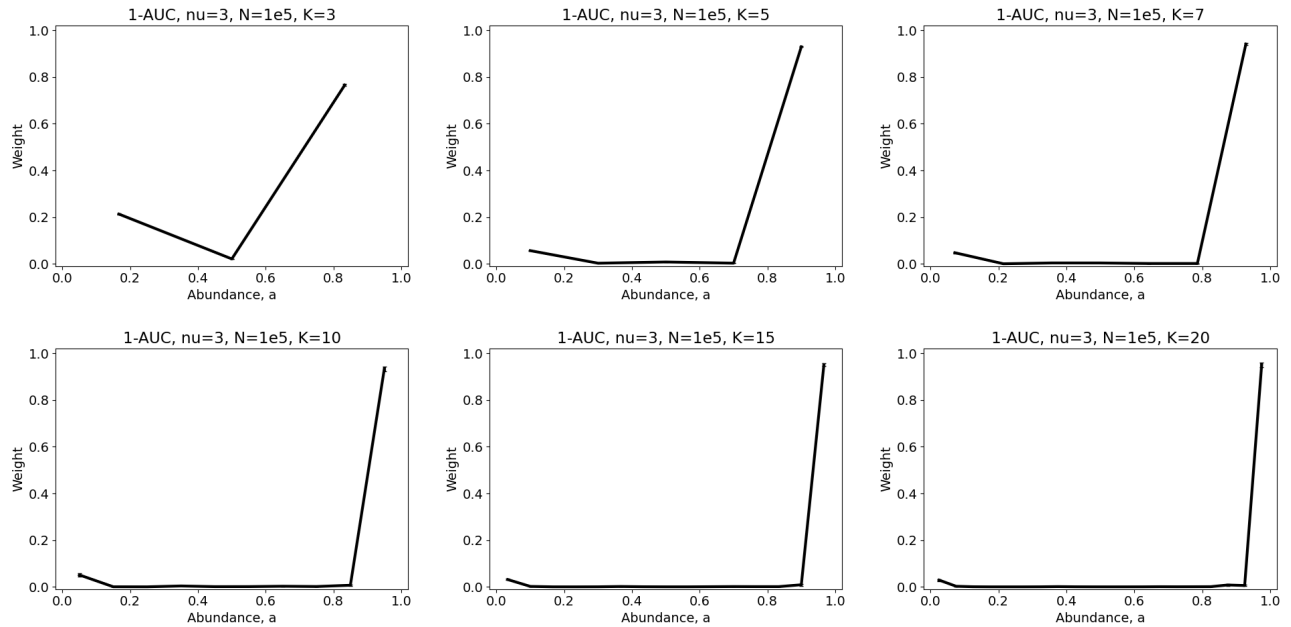 1-AUC, nu=3, N=1e5, K=3
1.0
0.8
0.6
0.4
0.2
0.0
Weight
0.0 0.2 0.4 0.6 0.8 1.0
Abundance, a
1-AUC, nu=3, N=1e5, K=5
1.0
0.8
0.6
0.4
0.2
0.0
Weight
0.0 0.2 0.4 0.6 0.8 1.0
Abundance, a
1-AUC, nu=3, N=1e5, K=7
1.0
0.8
0.6
0.4
0.2
0.0
Weight
0.0 0.2 0.4 0.6 0.8 1.0
Abundance, a
1-AUC, nu=3, N=1e5, K=10
1.0
0.8
0.6
0.4
0.2
0.0
Weight
0.0 0.2 0.4 0.6 0.8 1.0
Abundance, a
1-AUC, nu=3, N=1e5, K=15
1.0
0.8
0.6
0.4
0.2
0.0
Weight
0.0 0.2 0.4 0.6 0.8 1.0
Abundance, a
1-AUC, nu=3, N=1e5, K=20
1.0
0.8
0.6
0.4
0.2
0.0
Weight
0.0 0.2 0.4 0.6 0.8 1.0
Abundance, a